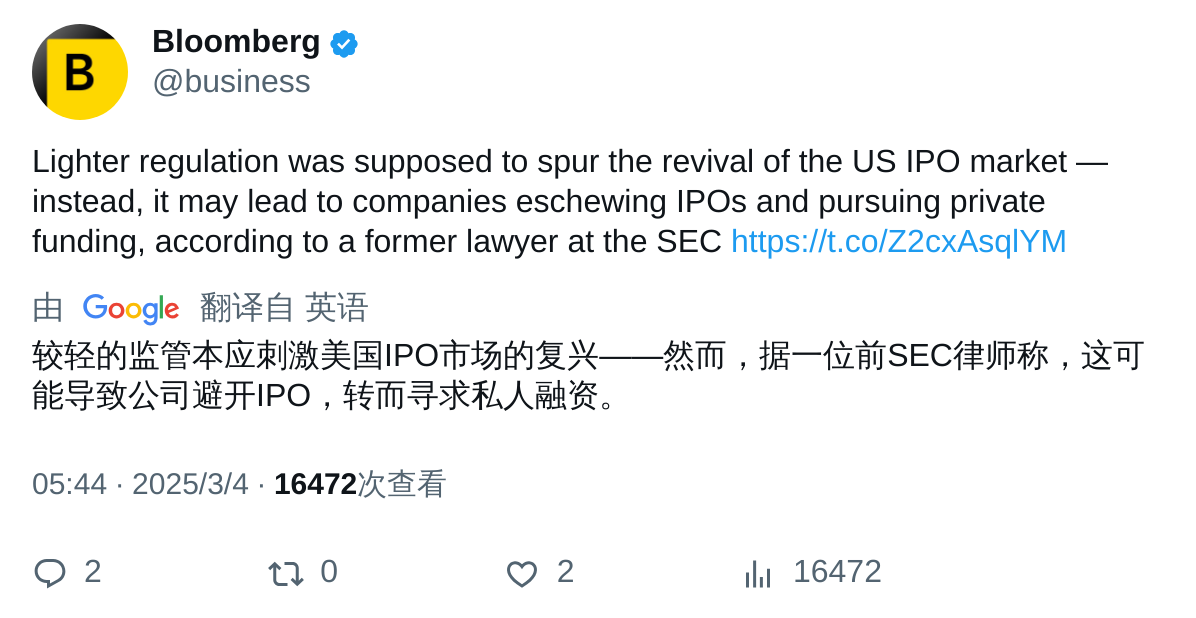 B
Bloomberg
@business
Lighter regulation was supposed to spur the revival of the US IPO market —
instead, it may lead to companies eschewing IPOs and pursuing private
funding, according to a former lawyer at the SEC https://t.co/Z2cxAsqlYM
由 Google 翻译自 英语
较轻的监管本应刺激美国IPO市场的复兴——然而，据一位前SEC律师称，这可
能导致公司避开IPO，转而寻求私人融资。
05:44 · 2025/3/4 · 16472次查看
2 0 2 16472